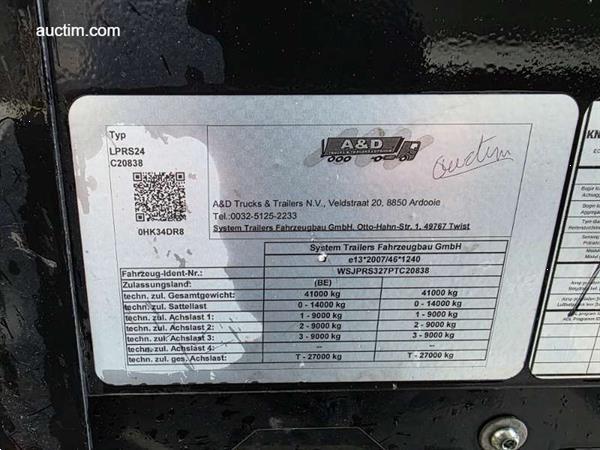 auctim.com
Typ
LPRS24
C20838
0HK34DR8
A&D
A&D Trucks & Trailers N.V., Veldstraat 20, 8850 Ardooie
Tel.:0032-5125-2233
System Trailers Fahrzeugbau GmbH, Otto-Hahn-Str. 1, 49767 Twist
System Trailers Fahrzeugbau GmbH
e13*2007/46*1240
Fahrzeug-Ident-Nr.: WSJPRS327PTC20838
Zulassungsland: (BE)
techn. zul. Gesamtgewicht: 41000 kg 41000 kg
techn. zul. Sattellast 0 - 14000 kg 0 - 14000 kg
techn. zul. Achslast 1: 1 - 9000 kg 1 - 9000 kg
techn. zul. Achslast 2: 2 - 9000 kg 2 - 9000 kg
techn. zul. Achslast 3: 3 - 9000 kg 3 - 9000 kg
techn. zul. Achslast 4: -- --
techn. zul. ges. Achslast: T - 27000 kg T - 27000 kg
KN